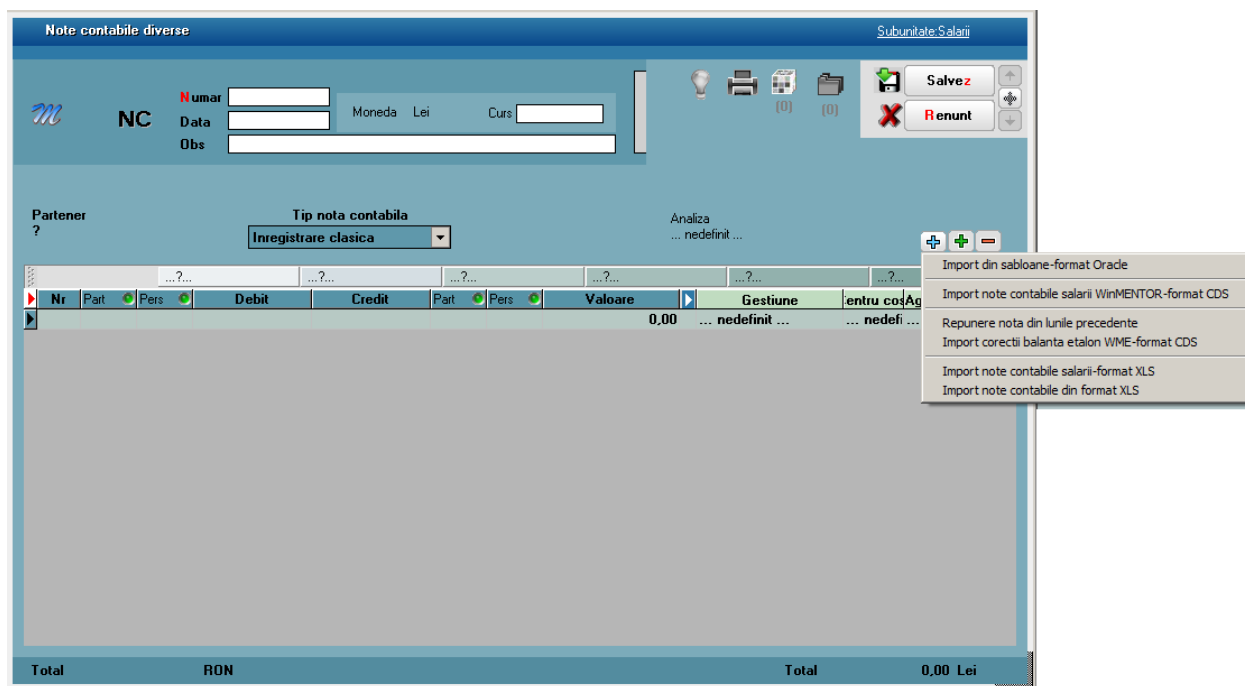 Note contabile diverse
Subunitate:Salarii
NC
Numar
Data
Obs
Moneda Lei Curs
(0)
(0)
Salvez
Renunt
Partener
?
Tip nota contabila
Inregistrare clasica
Analiza
... nedefinit ...
Import din sabloane-format Oracle
Import note contabile salarii WinMENTOR-format CDS
Repunere nota din lunile precedente
Import corectii balanta etalon WME-format CDS
Import note contabile salarii-format XLS
Import note contabile din format XLS
...?... ...?... ...?... ...?... ...?... ...?...
Nr Part Pers Debit Credit Part Pers Valoare Gestiune entru cos Ag
0,00 ... nedefinit ... ... nedefi ...
Total RON Total 0,00 Lei